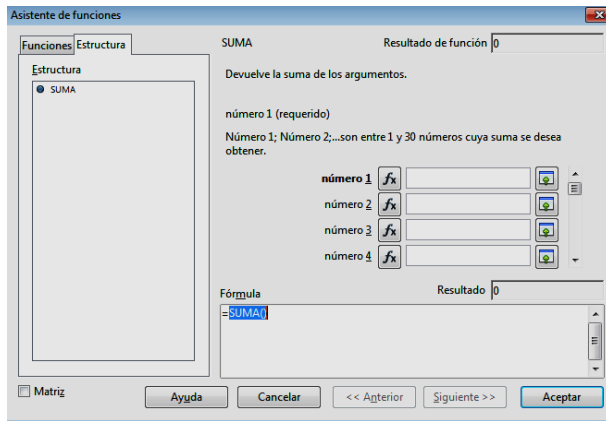 Asistente de funciones
Funciones Estructura
SUMA Resultado de función 0
Estructura
SUMA
Devuelve la suma de los argumentos.
número 1 (requerido)
Número 1; Número 2;...son entre 1 y 30 números cuya suma se desea
obtener.
número 1 fx
número 2 fx
número 3 fx
número 4 fx
Fórmula Resultado 0
=SUMA()
Matriz Ayuda Cancelar << Anterior Siguiente >> Aceptar